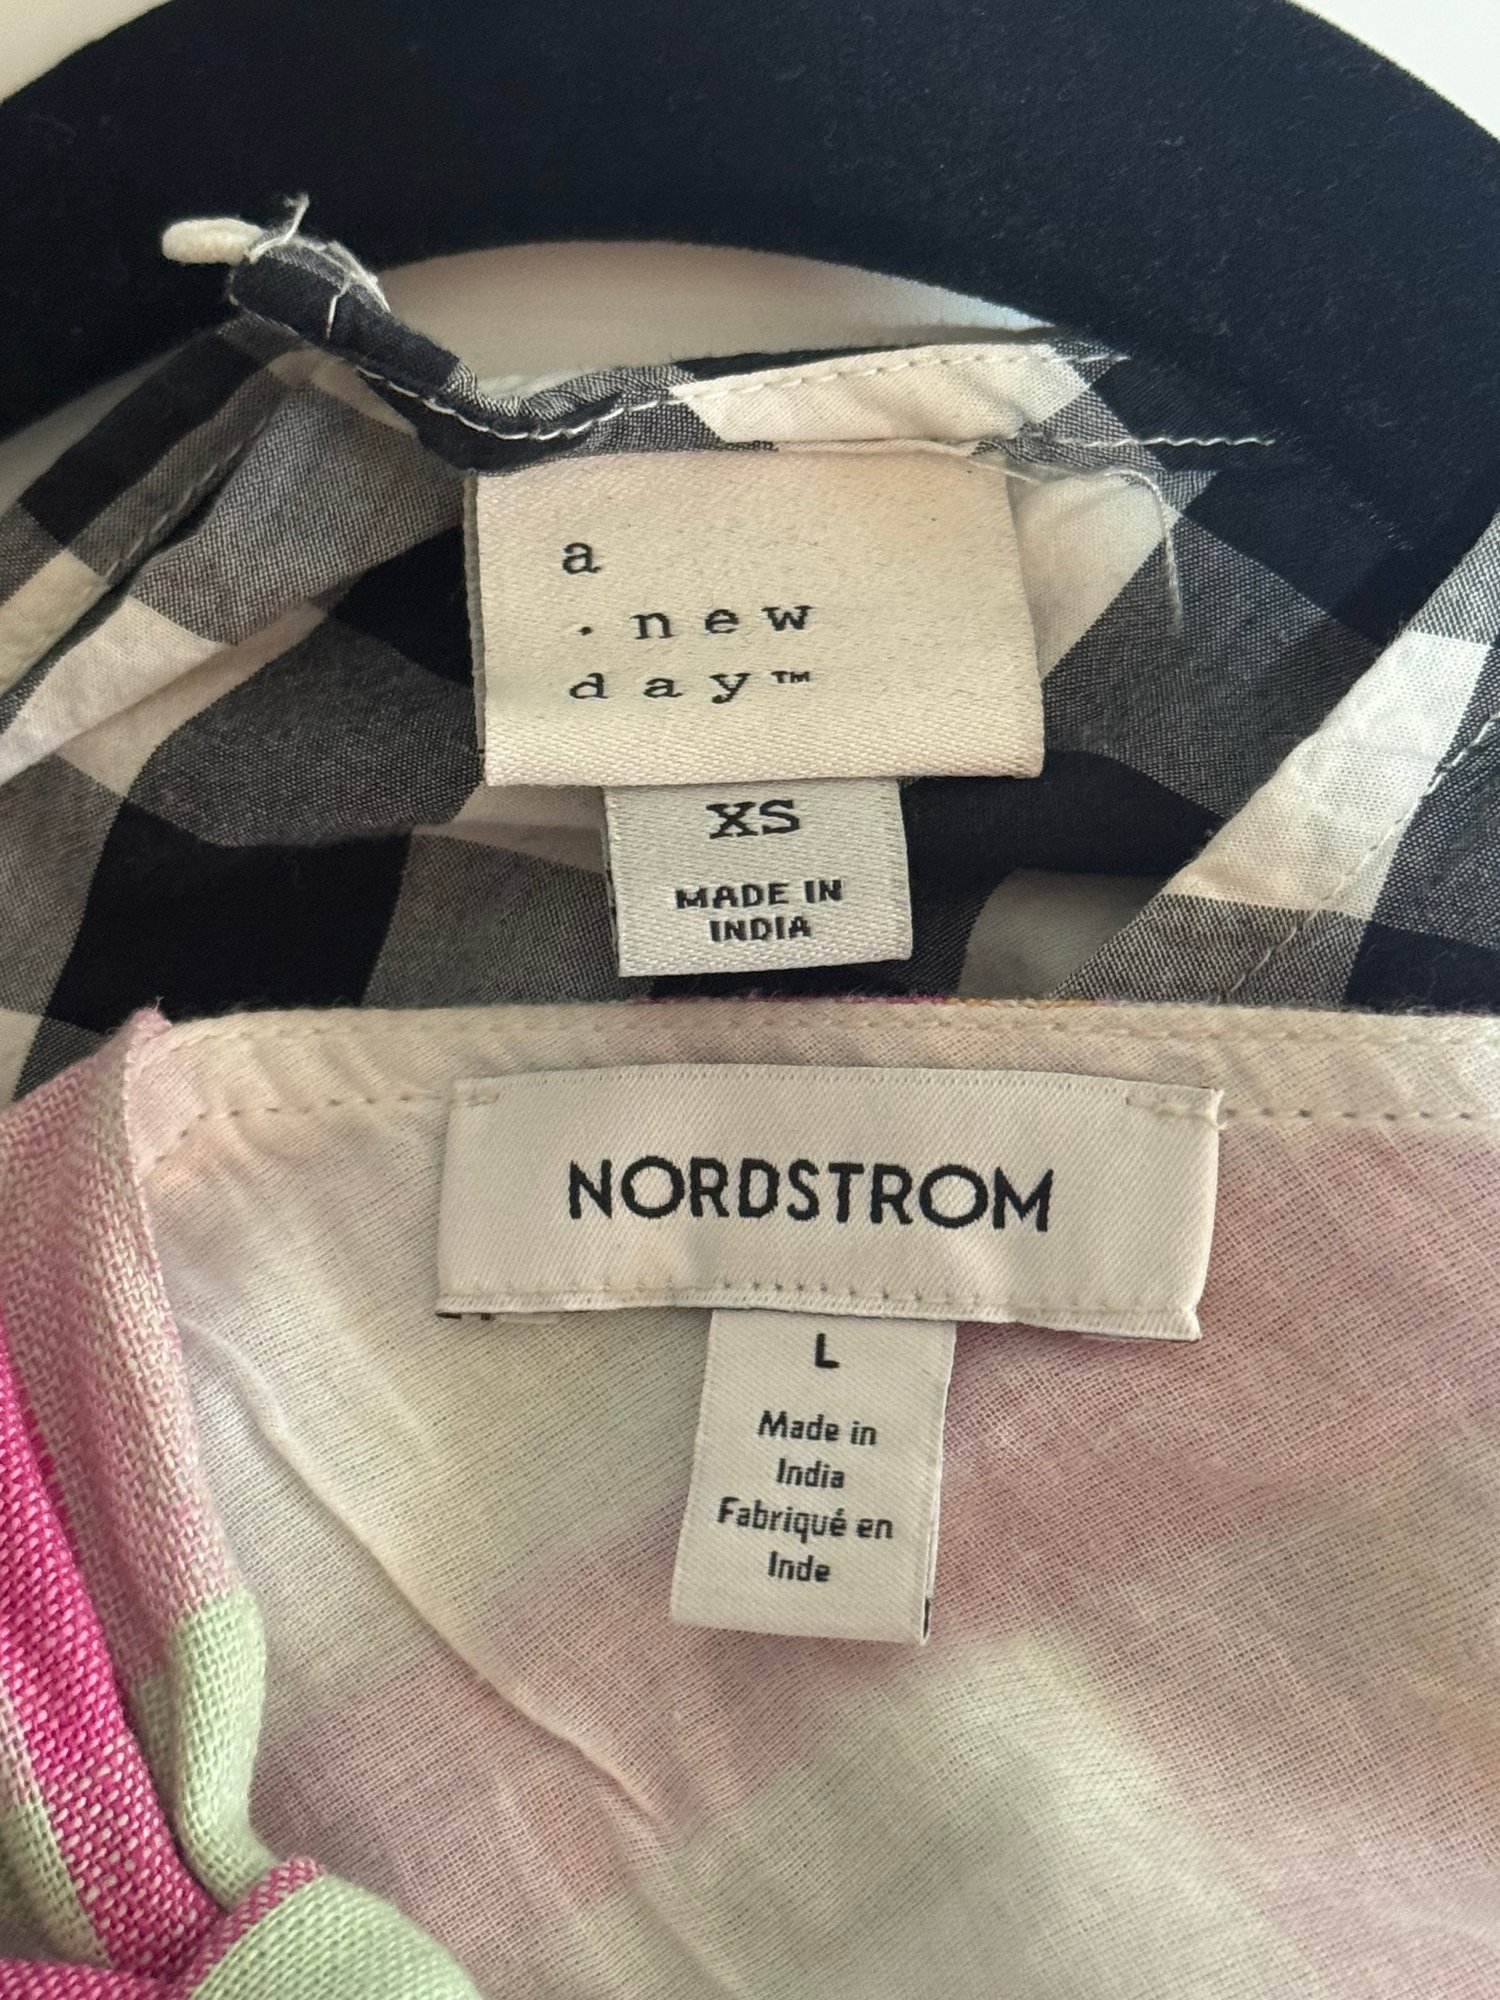 a
· new
day™
XS
MADE IN
INDIA
NORDSTROM
L
Made in
India
Fabriqué en
Inde